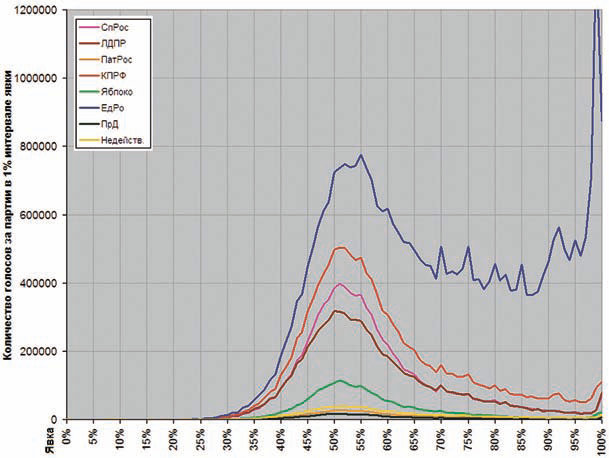 Количество голосов за партии в 1% интервале явки
1200000
1000000
800000
600000
400000
200000
0
СпРос
ЛДПР
ПатРос
КПРФ
Яблоко
ЕдРо
ПрД
Недейств.
Явка
0%
5%
10%
15%
20%
25%
30%
35%
40%
45%
50%
55%
60%
65%
70%
75%
80%
85%
90%
95%
100%